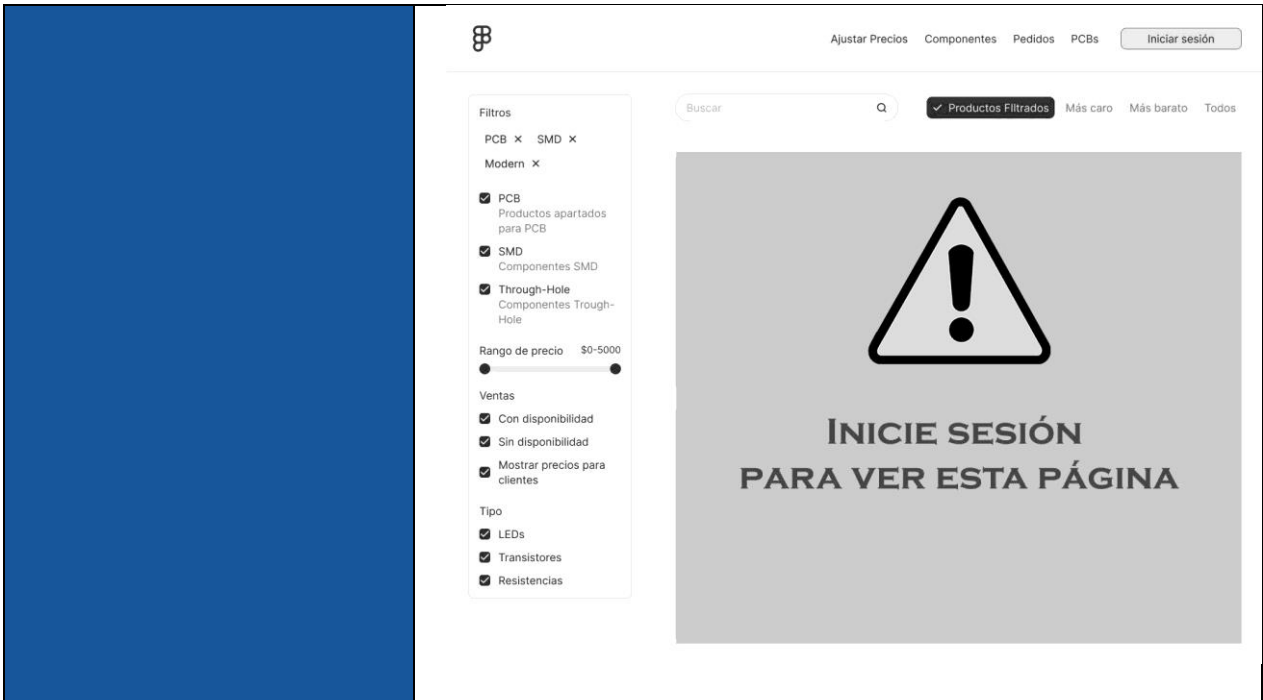 Ajustar Precios Componentes Pedidos PCBs Iniciar sesión
Filtros
PCB × SMD ×
Modern ×
PCB
Productos apartados
para PCB
SMD
Componentes SMD
Through-Hole
Componentes Trough-
Hole
Rango de precio $0-5000
Ventas
Con disponibilidad
Sin disponibilidad
Mostrar precios para
clientes
Tipo
LEDs
Transistores
Resistencias
Buscar
Productos FIltrados Más caro Más barato Todos
INICIE SESIÓN
PARA VER ESTA PÁGINA